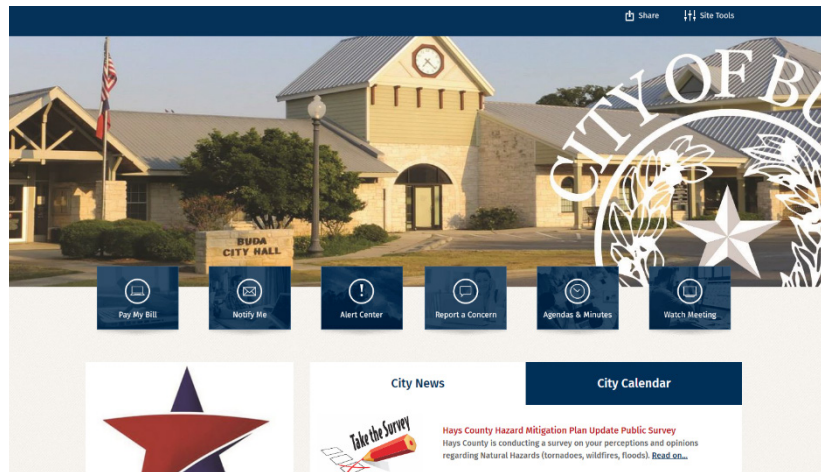 Share
Site Tools
CITY OF BU
BUDA
CITY HALL
Pay My Bill
Notify Me
Alert Center
Report a Concern
Agendas & Minutes
Watch Meeting
City News
City Calendar
Take the Survey
Hays County Hazard Mitigation Plan Update Public Survey
Hays County is conducting a survey on your perceptions and opinions
regarding Natural Hazards (tornadoes, wildfires, floods). Read on...